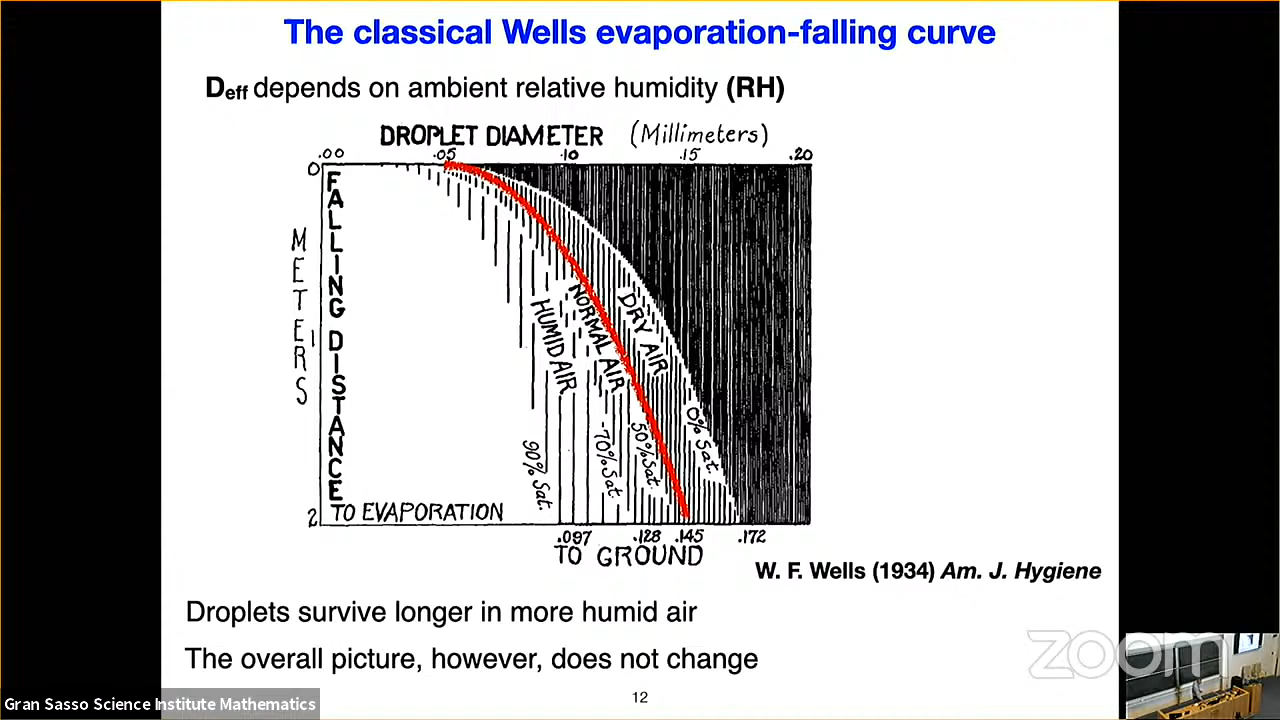 The classical Wells evaporation-falling curve
Deff depends on ambient relative humidity (RH)
DROPLET DIAMETER (Millimeters)
.00 .05 .10 .15 .20
0
FALLING DISTANCE
METERS
1
HUMID AIR
NORMAL AIR
DRY AIR
90% Sat.
-70% Sat.
50% Sat.
0% Sat.
2
TO EVAPORATION
.097 .128 .145 .172
TO GROUND
W. F. Wells (1934) Am. J. Hygiene
Droplets survive longer in more humid air
The overall picture, however, does not change
zoom
12
Gran Sasso Science Institute Mathematics